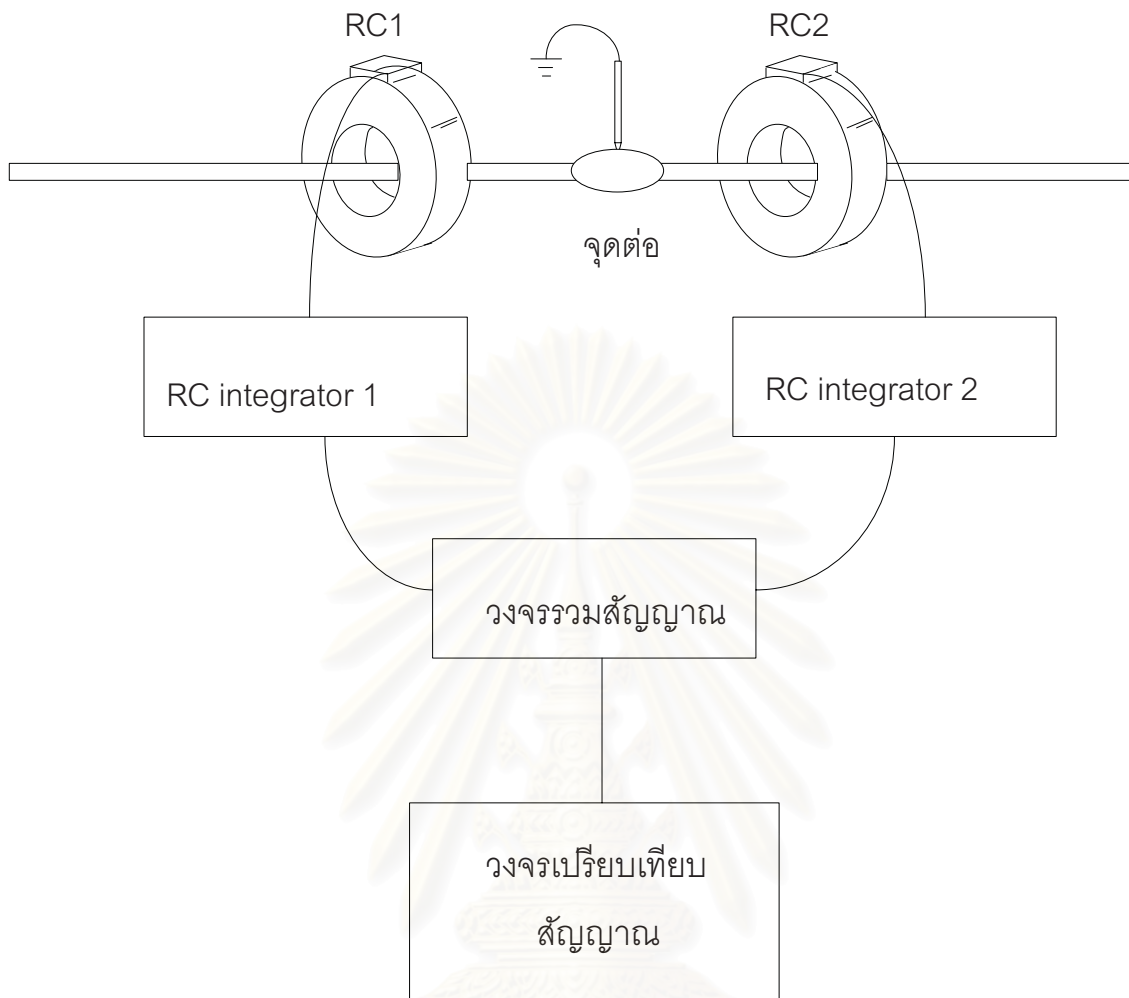 RC1
RC2
จุดต่อ
RC integrator 1
RC integrator 2
วงจรรวมสัญญาณ
วงจรเปรียบเทียบ
สัญญาณ